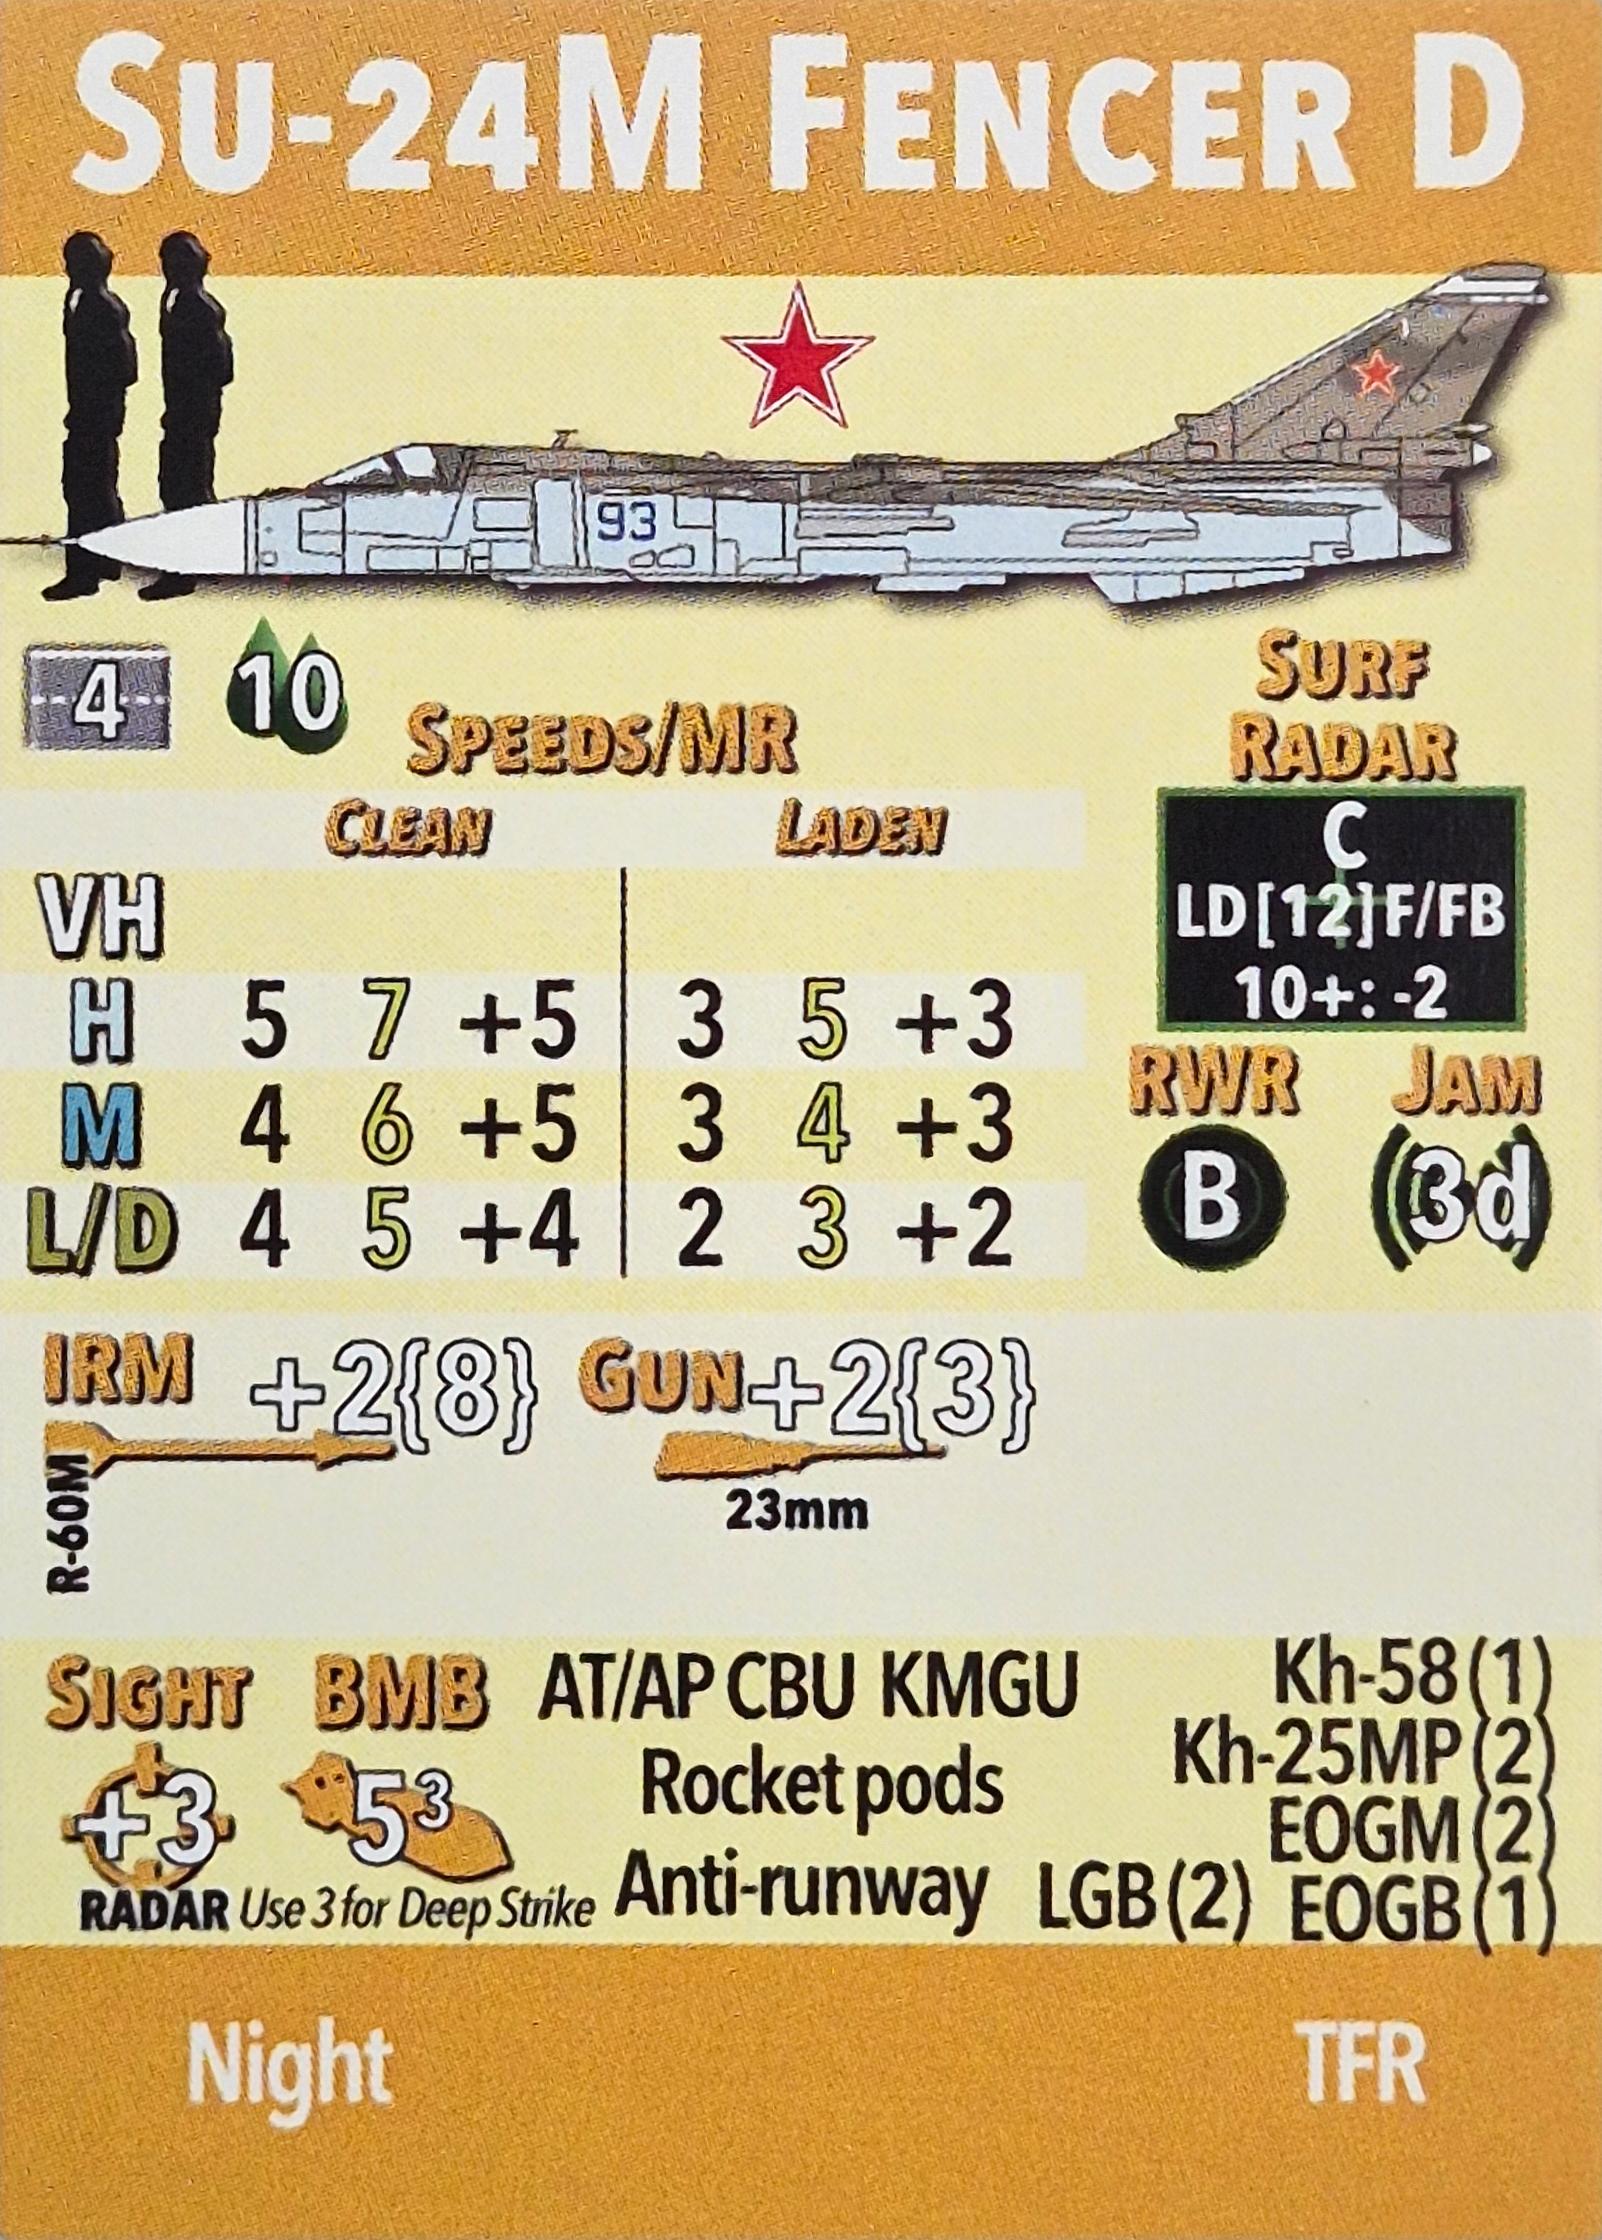 SU-24M FENCER D
93
4 10
SPEEDS/MR
SURF
RADAR
CLEAN LADEN
C
LD[12]F/FB
10+: -2
VH
H 5 7 +5 3 5 +3
M 4 6 +5 3 4 +3
L/D 4 5 +4 2 3 +2
RWR JAM
B (3d)
IRM +2{8} GUN +2{3}
R-60M
23mm
SIGHT BMB
+3 5³
RADAR Use 3 for Deep Strike
AT/AP CBU KMGU
Rocket pods
Anti-runway
LGB(2)
Kh-58(1)
Kh-25MP(2)
EOGM(2)
EOGB(1)
Night TFR